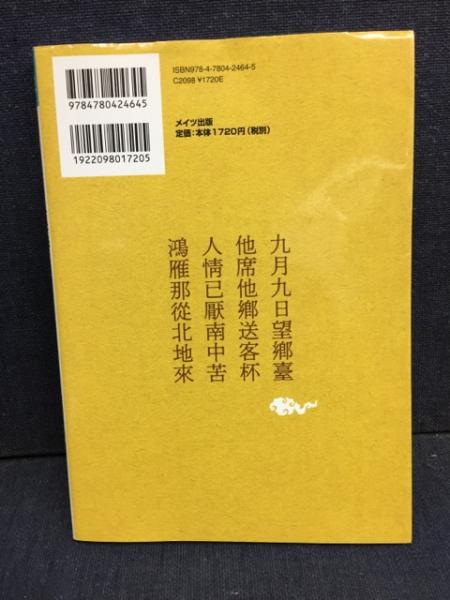 ISBN978-4-7804-2464-5
C2098 ¥1720E
9784780424645
1922098017205
メイツ出版
定価:本体1720円(税別)
九月九日望鄉臺
他席他鄉送客杯
人情已厭南中苦
鴻雁那從北地來